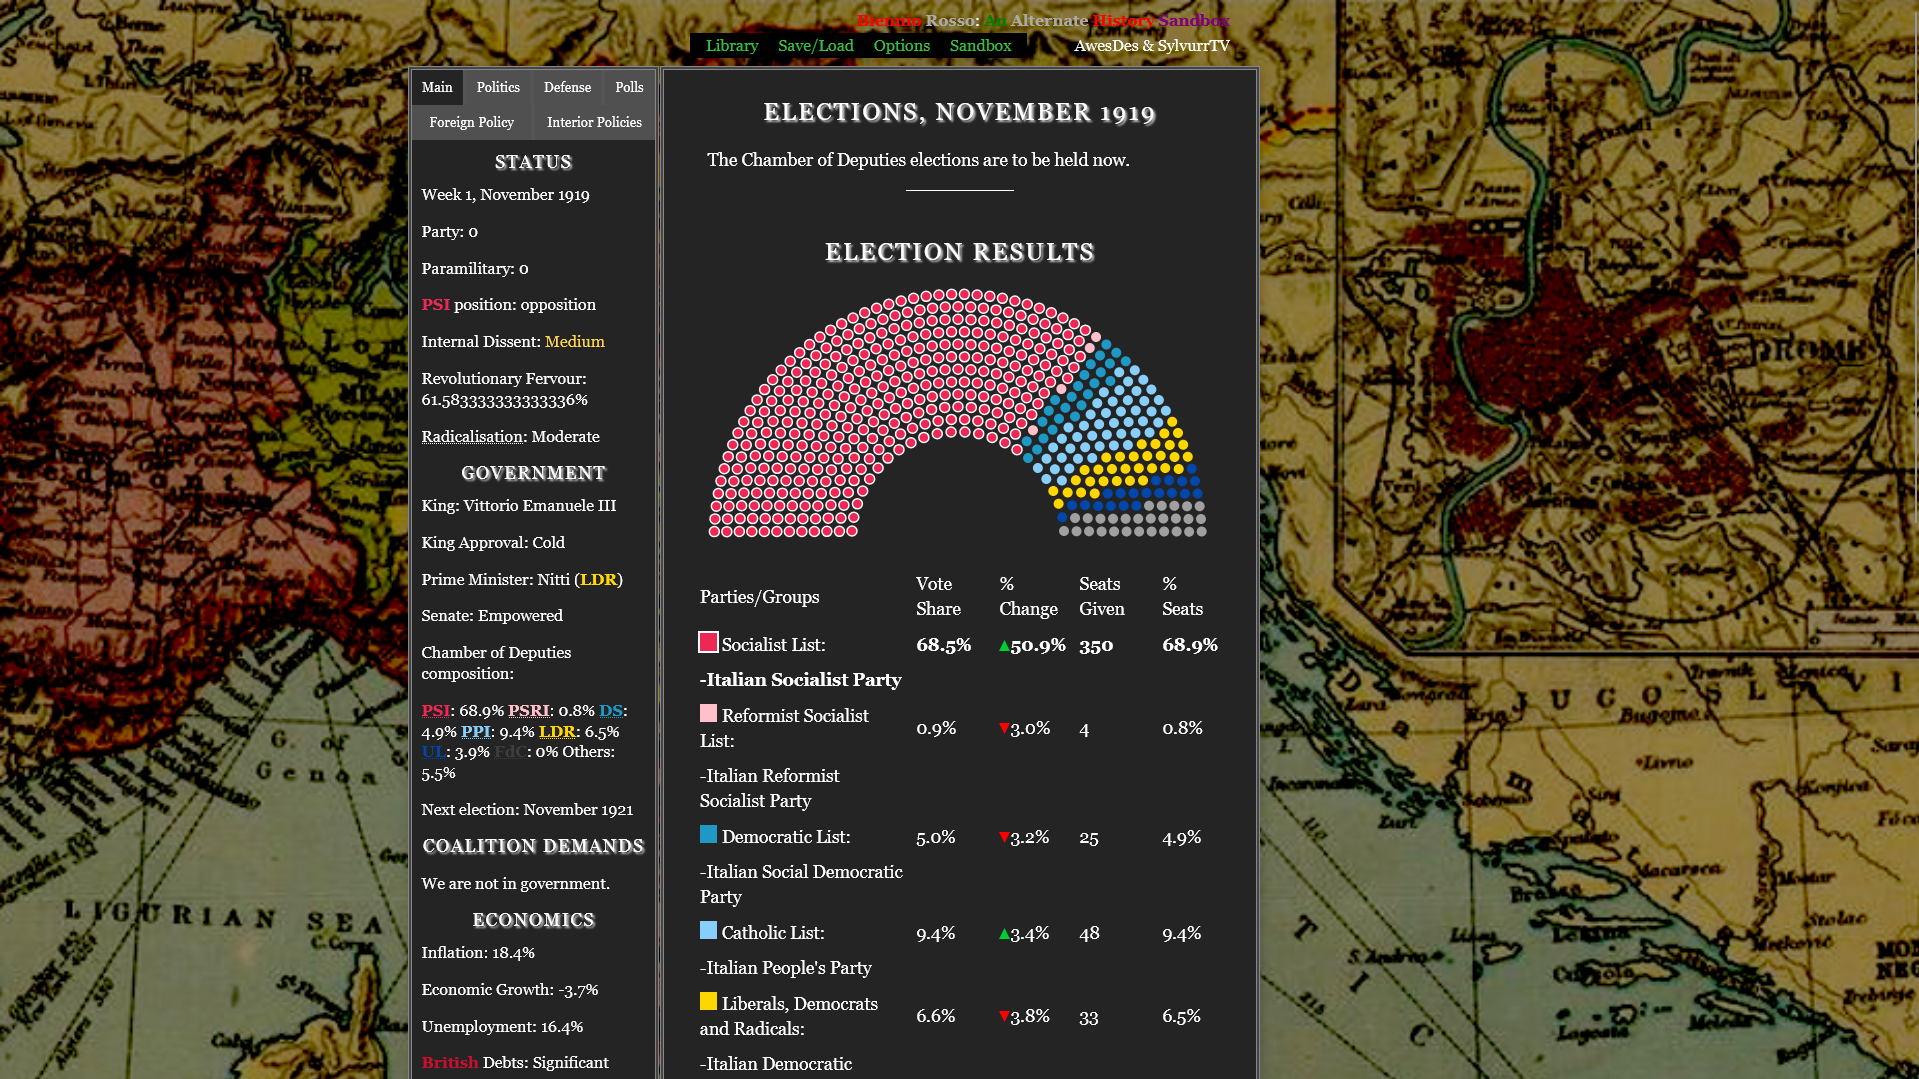 Biennio Rosso: An Alternate History Sandbox
Library Save/Load Options Sandbox
AwesDes & SylvurrTV
Main Politics Defense Polls
Foreign Policy Interior Policies
STATUS
Week 1, November 1919
Party: 0
Paramilitary: 0
PSI position: opposition
Internal Dissent: Medium
Revolutionary Fervour:
61.583333333333336%
Radicalisation: Moderate
GOVERNMENT
King: Vittorio Emanuele III
King Approval: Cold
Prime Minister: Nitti (LDR)
Senate: Empowered
Chamber of Deputies
composition:
PSI: 68.9% PSRI: 0.8% DS:
4.9% PPI: 9.4% LDR: 6.5%
UL: 3.9% FdC: 0% Others:
5.5%
Next election: November 1921
COALITION DEMANDS
We are not in government.
ECONOMICS
Inflation: 18.4%
Economic Growth: -3.7%
Unemployment: 16.4%
British Debts: Significant
ELECTIONS, NOVEMBER 1919
The Chamber of Deputies elections are to be held now.
ELECTION RESULTS
Parties/Groups Vote Share % Change Seats Given % Seats
Socialist List: 68.5% ▲50.9% 350 68.9%
-Italian Socialist Party
Reformist Socialist
List: 0.9% ▼3.0% 4 0.8%
-Italian Reformist
Socialist Party
Democratic List: 5.0% ▼3.2% 25 4.9%
-Italian Social Democratic
Party
Catholic List: 9.4% ▲3.4% 48 9.4%
-Italian People's Party
Liberals, Democrats
and Radicals: 6.6% ▼3.8% 33 6.5%
-Italian Democratic
LIGURIAN SEA
Genoa
ROME
JUGO-SLAVI
Zara
Macarsca
Mostar
Stolac
Livno